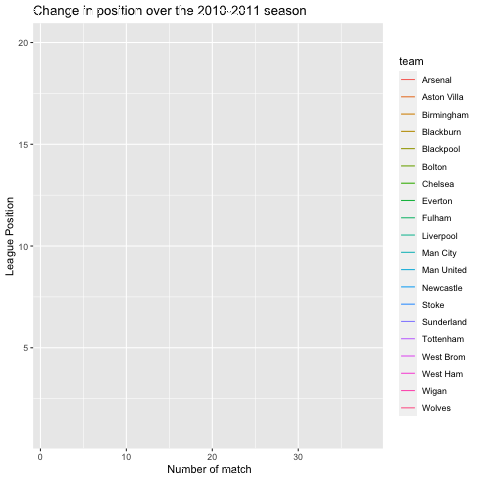 Change in position over the 2010-2011 season
team
Arsenal
Aston Villa
Birmingham
Blackburn
Blackpool
Bolton
Chelsea
Everton
Fulham
Liverpool
Man City
Man United
Newcastle
Stoke
Sunderland
Tottenham
West Brom
West Ham
Wigan
Wolves
League Position
20
15
10
5
0 10 20 30
Number of match